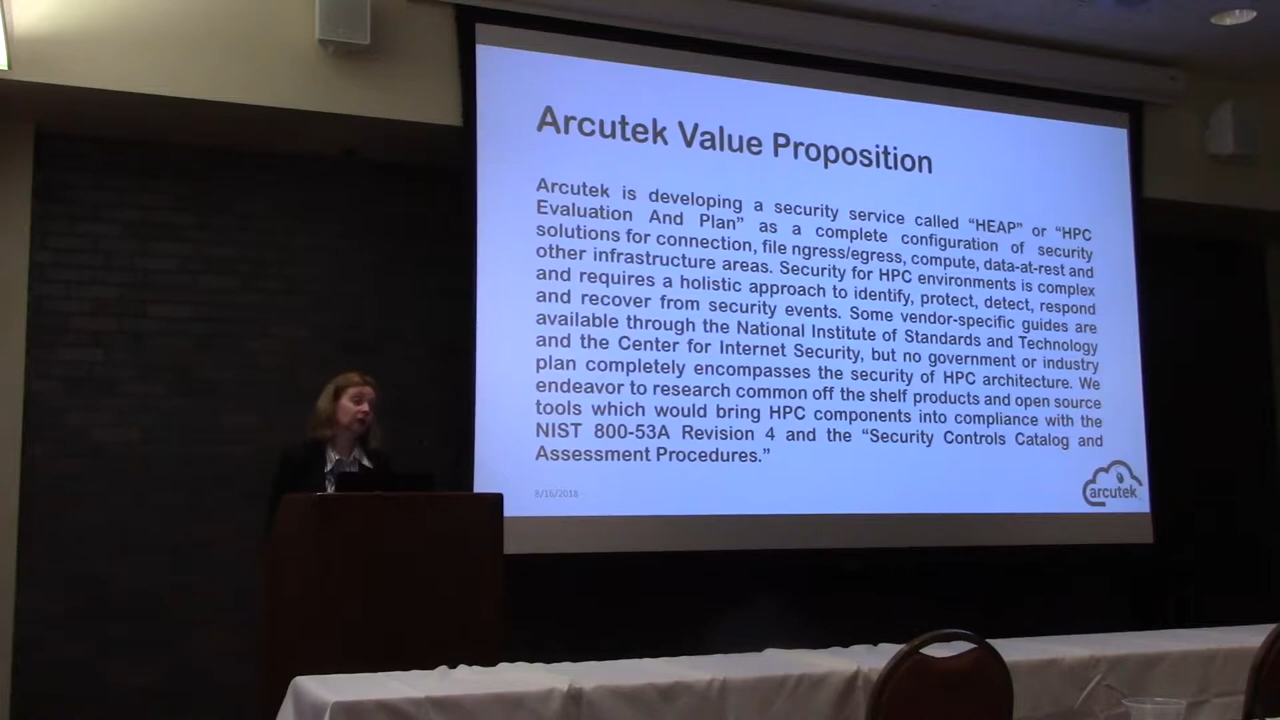 Arcutek Value Proposition
Arcutek is developing a security service called “HEAP” or “HPC
Evaluation And Plan” as a complete configuration of security
solutions for connection, file ngress/egress, compute, data-at-rest and
other infrastructure areas. Security for HPC environments is complex
and requires a holistic approach to identify, protect, detect, respond
and recover from security events. Some vendor-specific guides are
available through the National Institute of Standards and Technology
and the Center for Internet Security, but no government or industry
plan completely encompasses the security of HPC architecture. We
endeavor to research common off the shelf products and open source
tools which would bring HPC components into compliance with the
NIST 800-53A Revision 4 and the “Security Controls Catalog and
Assessment Procedures.”
8/16/2018
arcutek